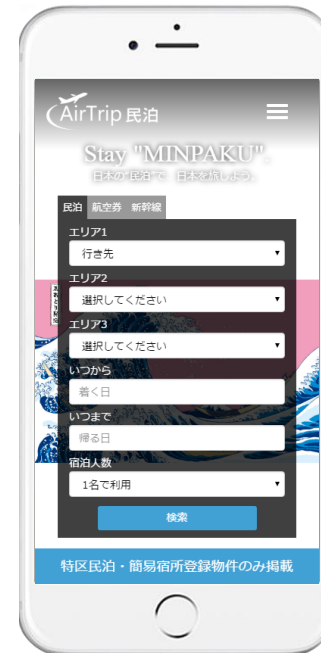 AirTrip 民泊
Stay "MINPAKU".
日本の"民泊"で 日本を旅しよう。
民泊 航空券 新幹線
エリア1
行き先
エリア2
選択してください
エリア3
選択してください
いつから
着く日
いつまで
帰る日
宿泊人数
1名で利用
検索
特区民泊・簡易宿所登録物件のみ掲載